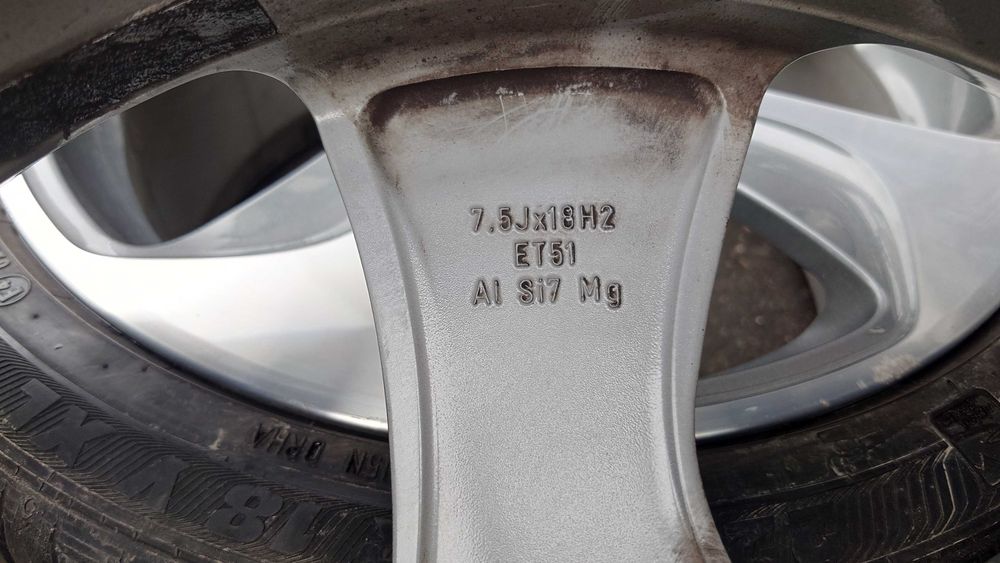 7.5Jx18H2
ET51
Al Si7 Mg